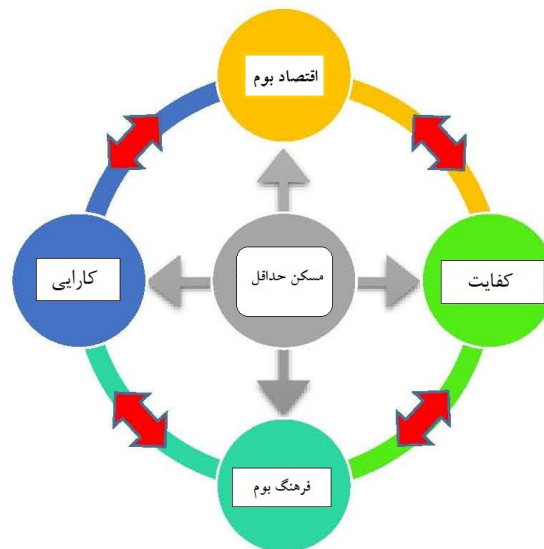 اقتصاد بوم
کفایت
مسکن حداقل
کارایی
فرهنگ بوم